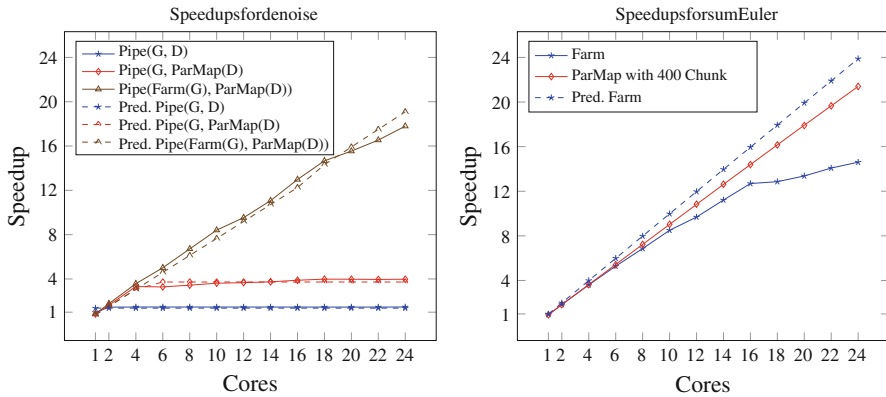 Speedupsfordenoise
Speedup
24
20
16
12
8
4
1
Pipe(G, D)
Pipe(G, ParMap(D)
Pipe(Farm(G), ParMap(D))
Pred. Pipe(G, D)
Pred. Pipe(G, ParMap(D)
Pred. Pipe(Farm(G), ParMap(D))
1 2 4 6 8 10 12 14 16 18 20 22 24
Cores
SpeedupsforsumEuler
Speedup
24
20
16
12
8
4
1
Farm
ParMap with 400 Chunk
Pred. Farm
1 2 4 6 8 10 12 14 16 18 20 22 24
Cores